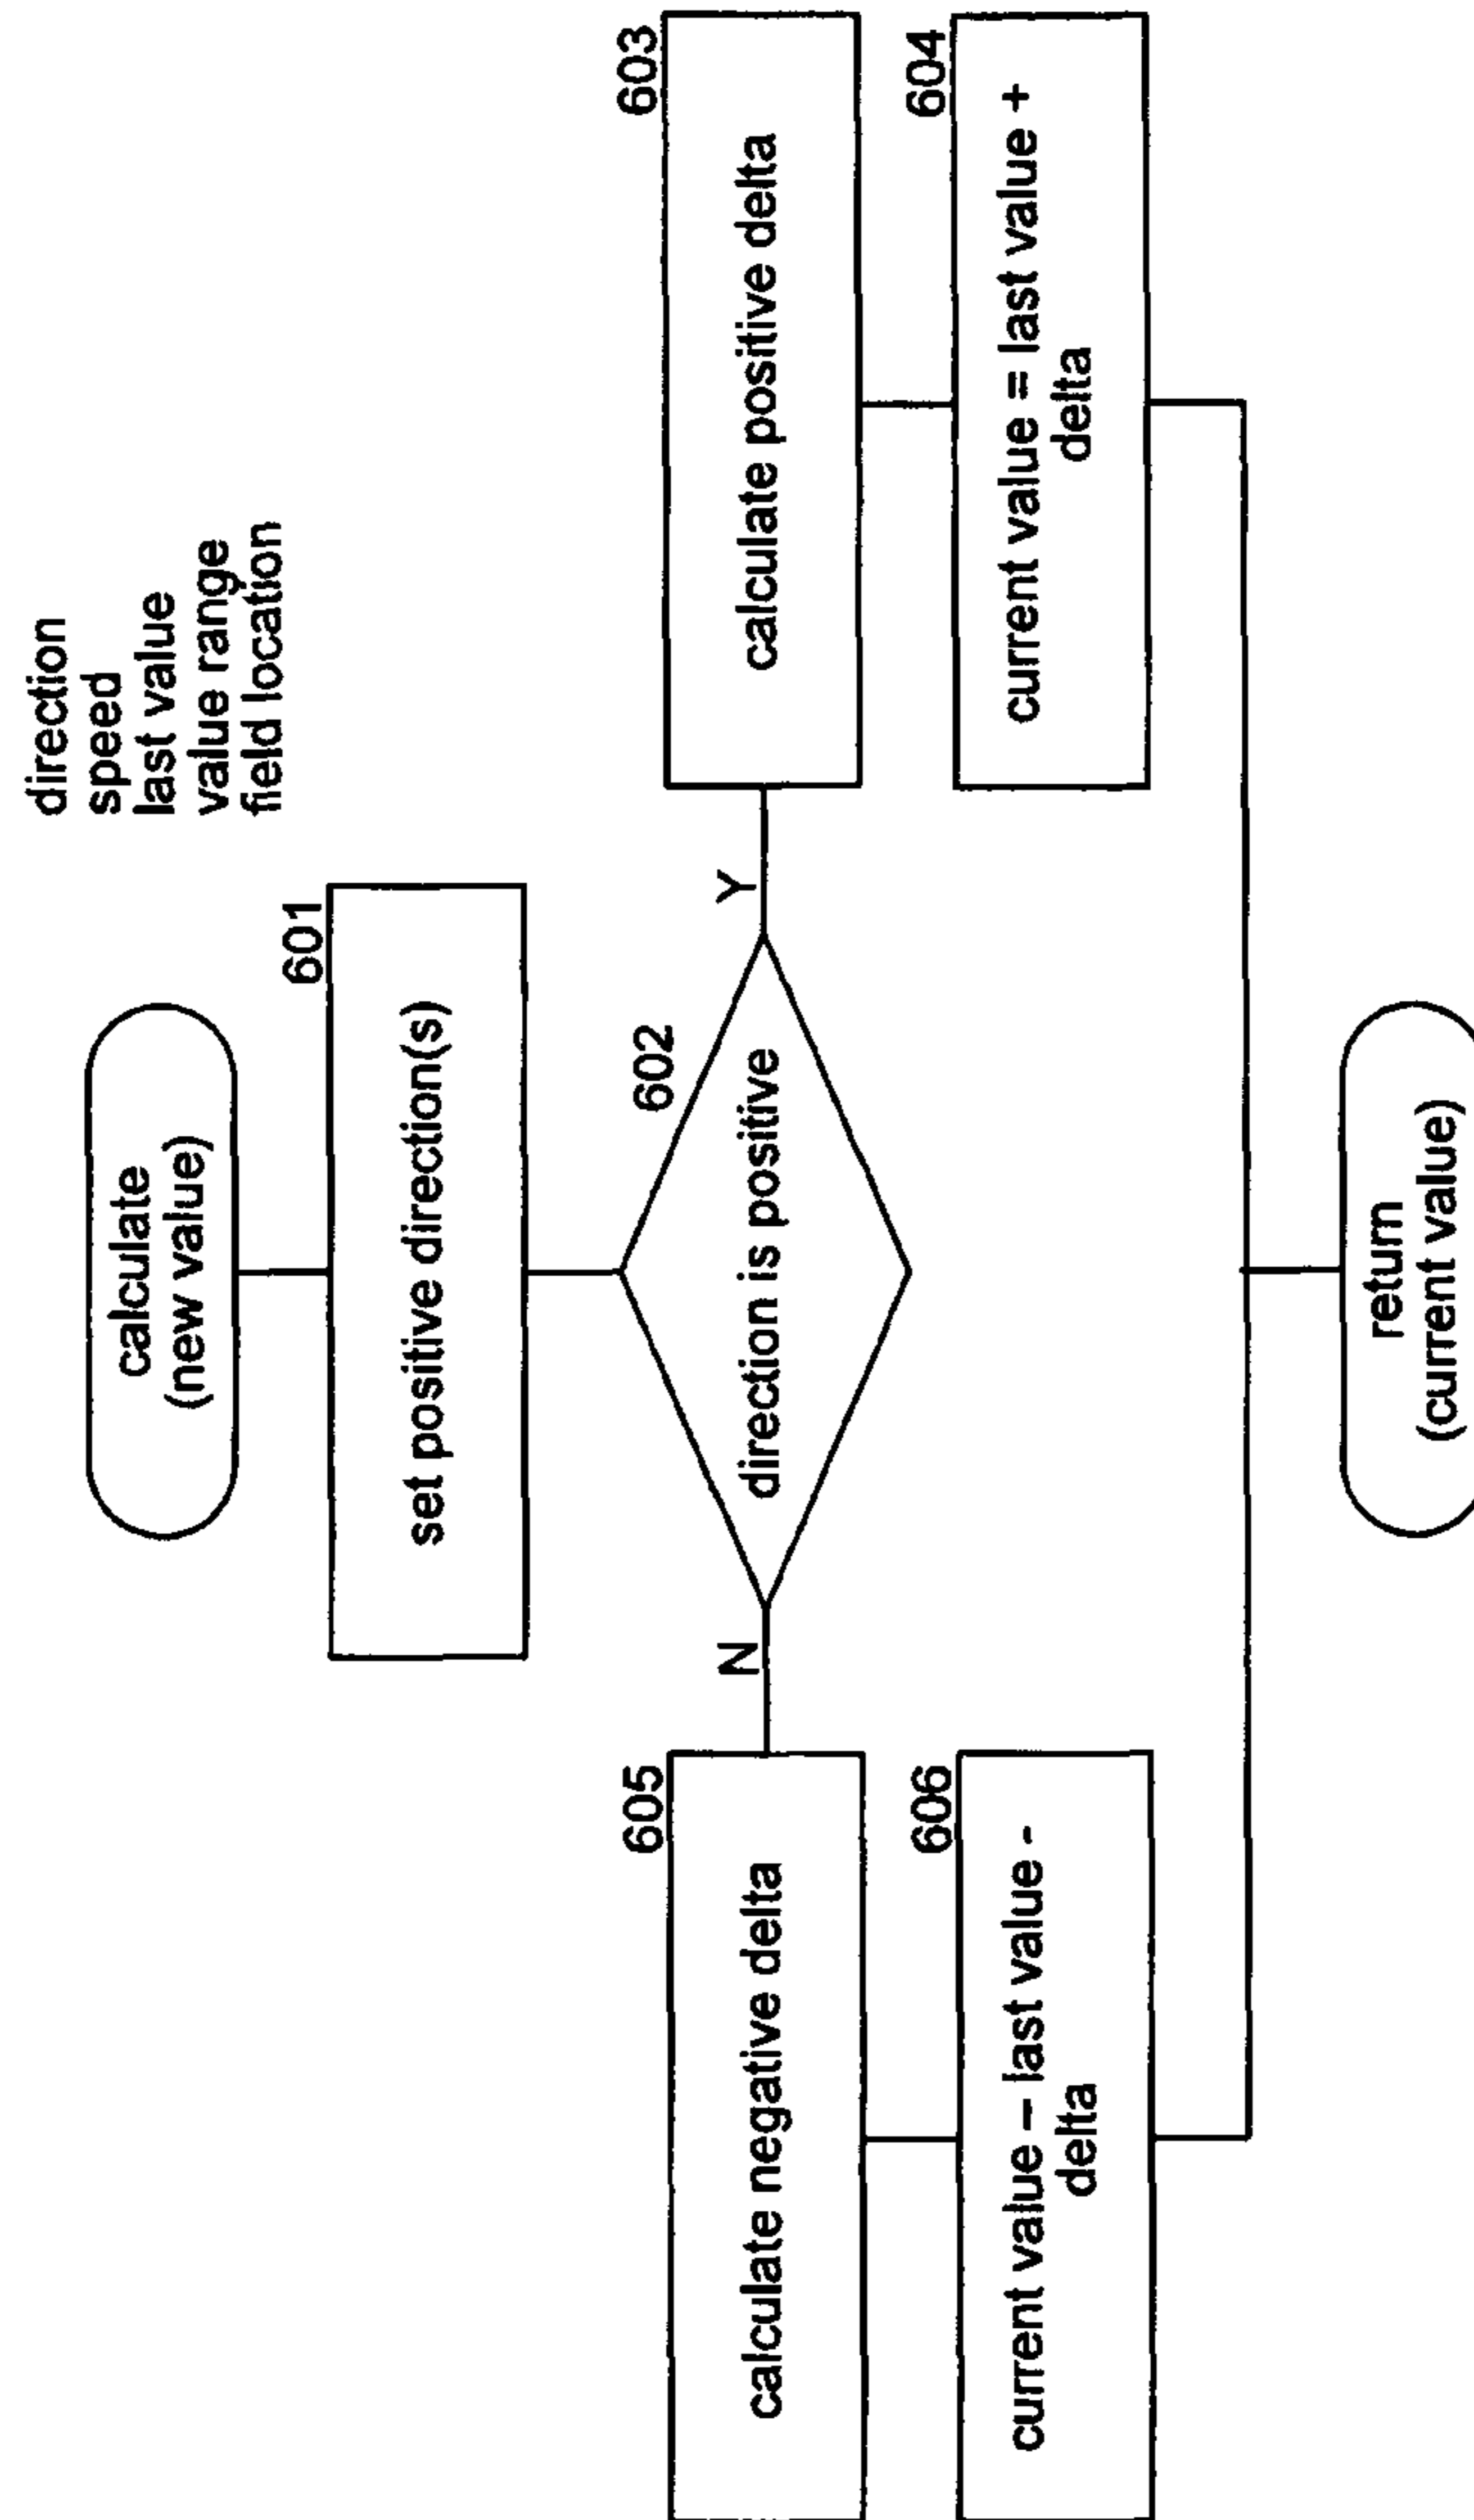 calculate
(new value)
direction
speed
last value
value range
field location
601
set positive direction(s)
602
direction is positive
N
Y
605
calculate negative delta
603
calculate positive delta
606
current value – last value -
delta
604
current value = last value +
delta
return
(current value)